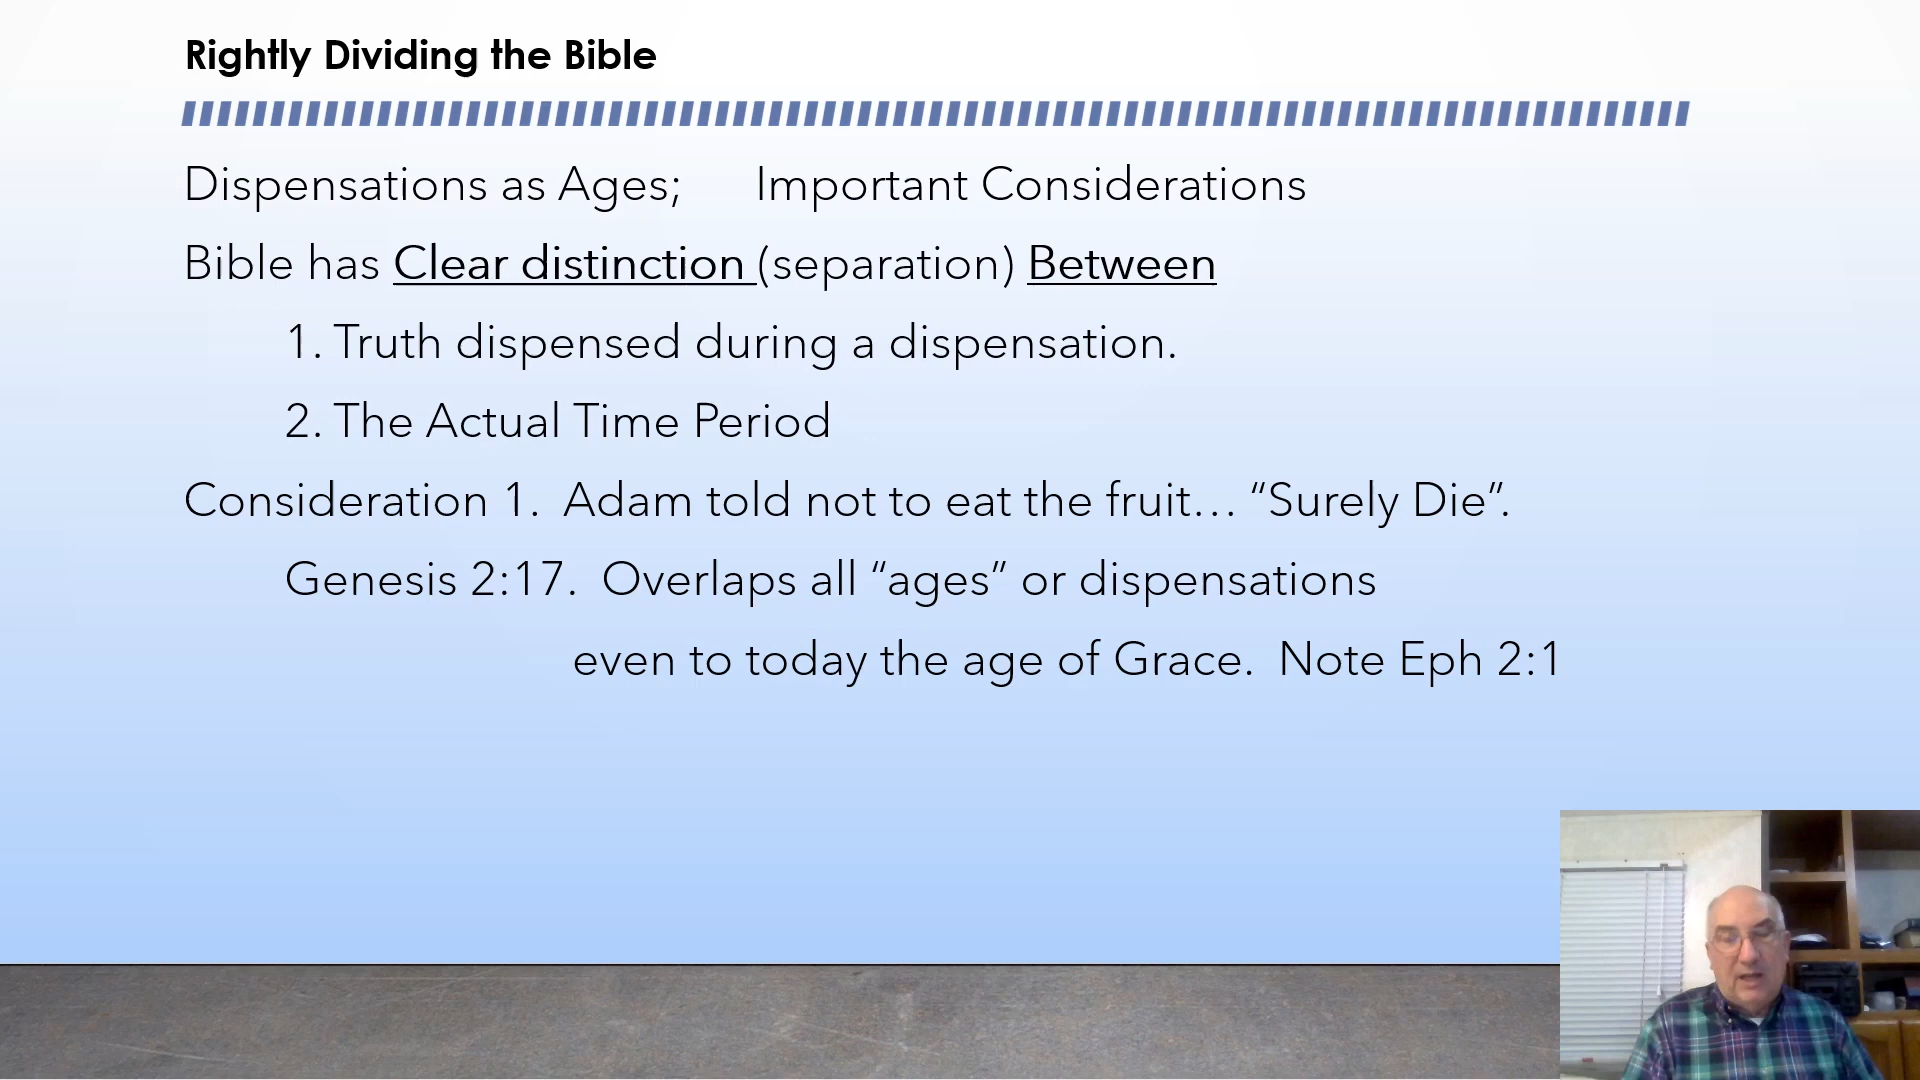 Rightly Dividing the Bible
Dispensations as Ages; Important Considerations
Bible has Clear distinction (separation) Between
1. Truth dispensed during a dispensation.
2. The Actual Time Period
Consideration 1. Adam told not to eat the fruit… “Surely Die”.
Genesis 2:17. Overlaps all “ages” or dispensations
even to today the age of Grace. Note Eph 2:1